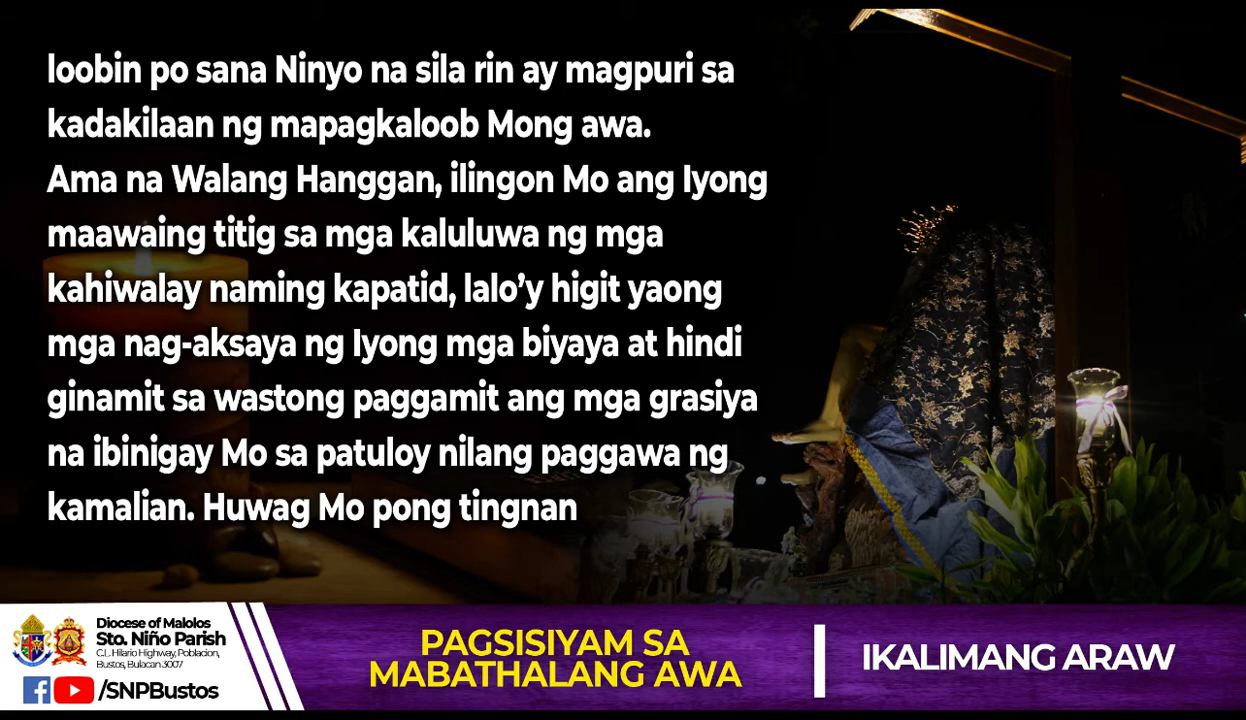 loobin po sana Ninyo na sila rin ay magpuri sa
kadakilaan ng mapagkaloob Mong awa.
Ama na Walang Hanggan, ilingon Mo ang Iyong
maawaing titig sa mga kaluluwa ng mga
kahiwalay naming kapatid, lalo’y higit yaong
mga nag-aksaya ng Iyong mga biyaya at hindi
ginamit sa wastong paggamit ang mga grasiya
na ibinigay Mo sa patuloy nilang paggawa ng
kamalian. Huwag Mo pong tingnan
Diocese of Malolos
Sto. Niño Parish
C.L. Hilario Highway, Poblacion,
Bustos, Bulacan 3007
/SNPBustos
PAGSISIYAM SA
MABATHALANG AWA
IKALIMANG ARAW